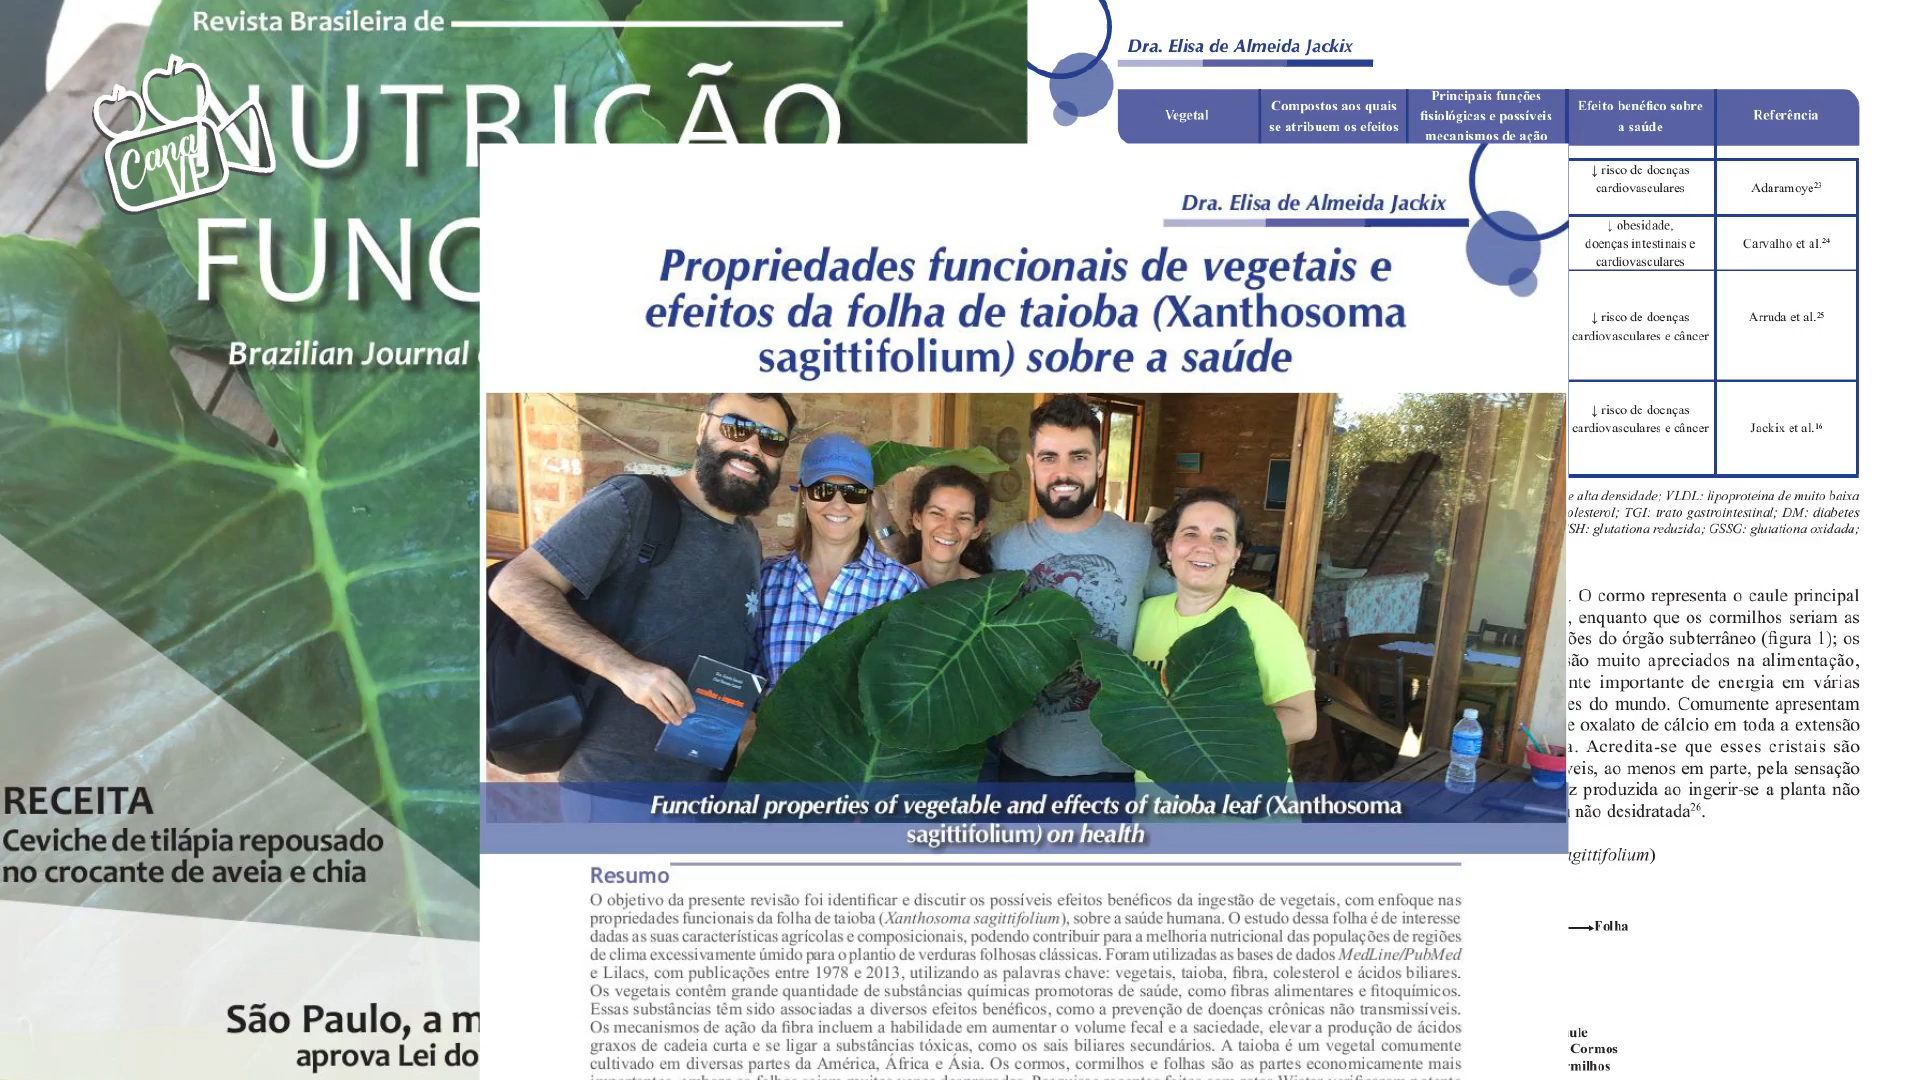 Revista Brasileira de
NUTRIÇÃO
FUNC
Brazilian Journal
Canal
VP
RECEITA
Ceviche de tilápia repousado
no crocante de aveia e chia
São Paulo, a m
aprova Lei do
Dra. Elisa de Almeida Jackix
Vegetal
Compostos aos quais
se atribuem os efeitos
Principais funções
fisiológicas e possíveis
mecanismos de ação
Efeito benéfico sobre
a saúde
Referência
↓ risco de doenças
cardiovasculares
Adaramoye²³
↓ obesidade,
doenças intestinais e
cardiovasculares
Carvalho et al.²⁴
↓ risco de doenças
cardiovasculares e câncer
Arruda et al.²⁵
↓ risco de doenças
cardiovasculares e câncer
Jackix et al.¹⁶
e alta densidade; VLDL: lipoproteína de muito baixa
olesterol; TGI: trato gastrointestinal; DM: diabetes
SH: glutationa reduzida; GSSG: glutationa oxidada;
. O cormo representa o caule principal
, enquanto que os cormilhos seriam as
ões do órgão subterrâneo (figura 1); os
são muito apreciados na alimentação,
nte importante de energia em várias
es do mundo. Comumente apresentam
e oxalato de cálcio em toda a extensão
a. Acredita-se que esses cristais são
veis, ao menos em parte, pela sensação
z produzida ao ingerir-se a planta não
não desidratada²⁶.
agittifolium)
Folha
ule
Cormos
rmilhos
Dra. Elisa de Almeida Jackix
Propriedades funcionais de vegetais e
efeitos da folha de taioba (Xanthosoma
sagittifolium) sobre a saúde
Functional properties of vegetable and effects of taioba leaf (Xanthosoma
sagittifolium) on health
Resumo
O objetivo da presente revisão foi identificar e discutir os possíveis efeitos benéficos da ingestão de vegetais, com enfoque nas
propriedades funcionais da folha de taioba (Xanthosoma sagittifolium), sobre a saúde humana. O estudo dessa folha é de interesse
dadas as suas características agrícolas e composicionais, podendo contribuir para a melhoria nutricional das populações de regiões
de clima excessivamente úmido para o plantio de verduras folhosas clássicas. Foram utilizadas as bases de dados MedLine/PubMed
e Lilacs, com publicações entre 1978 e 2013, utilizando as palavras chave: vegetais, taioba, fibra, colesterol e ácidos biliares.
Os vegetais contêm grande quantidade de substâncias químicas promotoras de saúde, como fibras alimentares e fitoquímicos.
Essas substâncias têm sido associadas a diversos efeitos benéficos, como a prevenção de doenças crônicas não transmissíveis.
Os mecanismos de ação da fibra incluem a habilidade em aumentar o volume fecal e a saciedade, elevar a produção de ácidos
graxos de cadeia curta e se ligar a substâncias tóxicas, como os sais biliares secundários. A taioba é um vegetal comumente
cultivado em diversas partes da América, África e Ásia. Os cormos, cormilhos e folhas são as partes economicamente mais